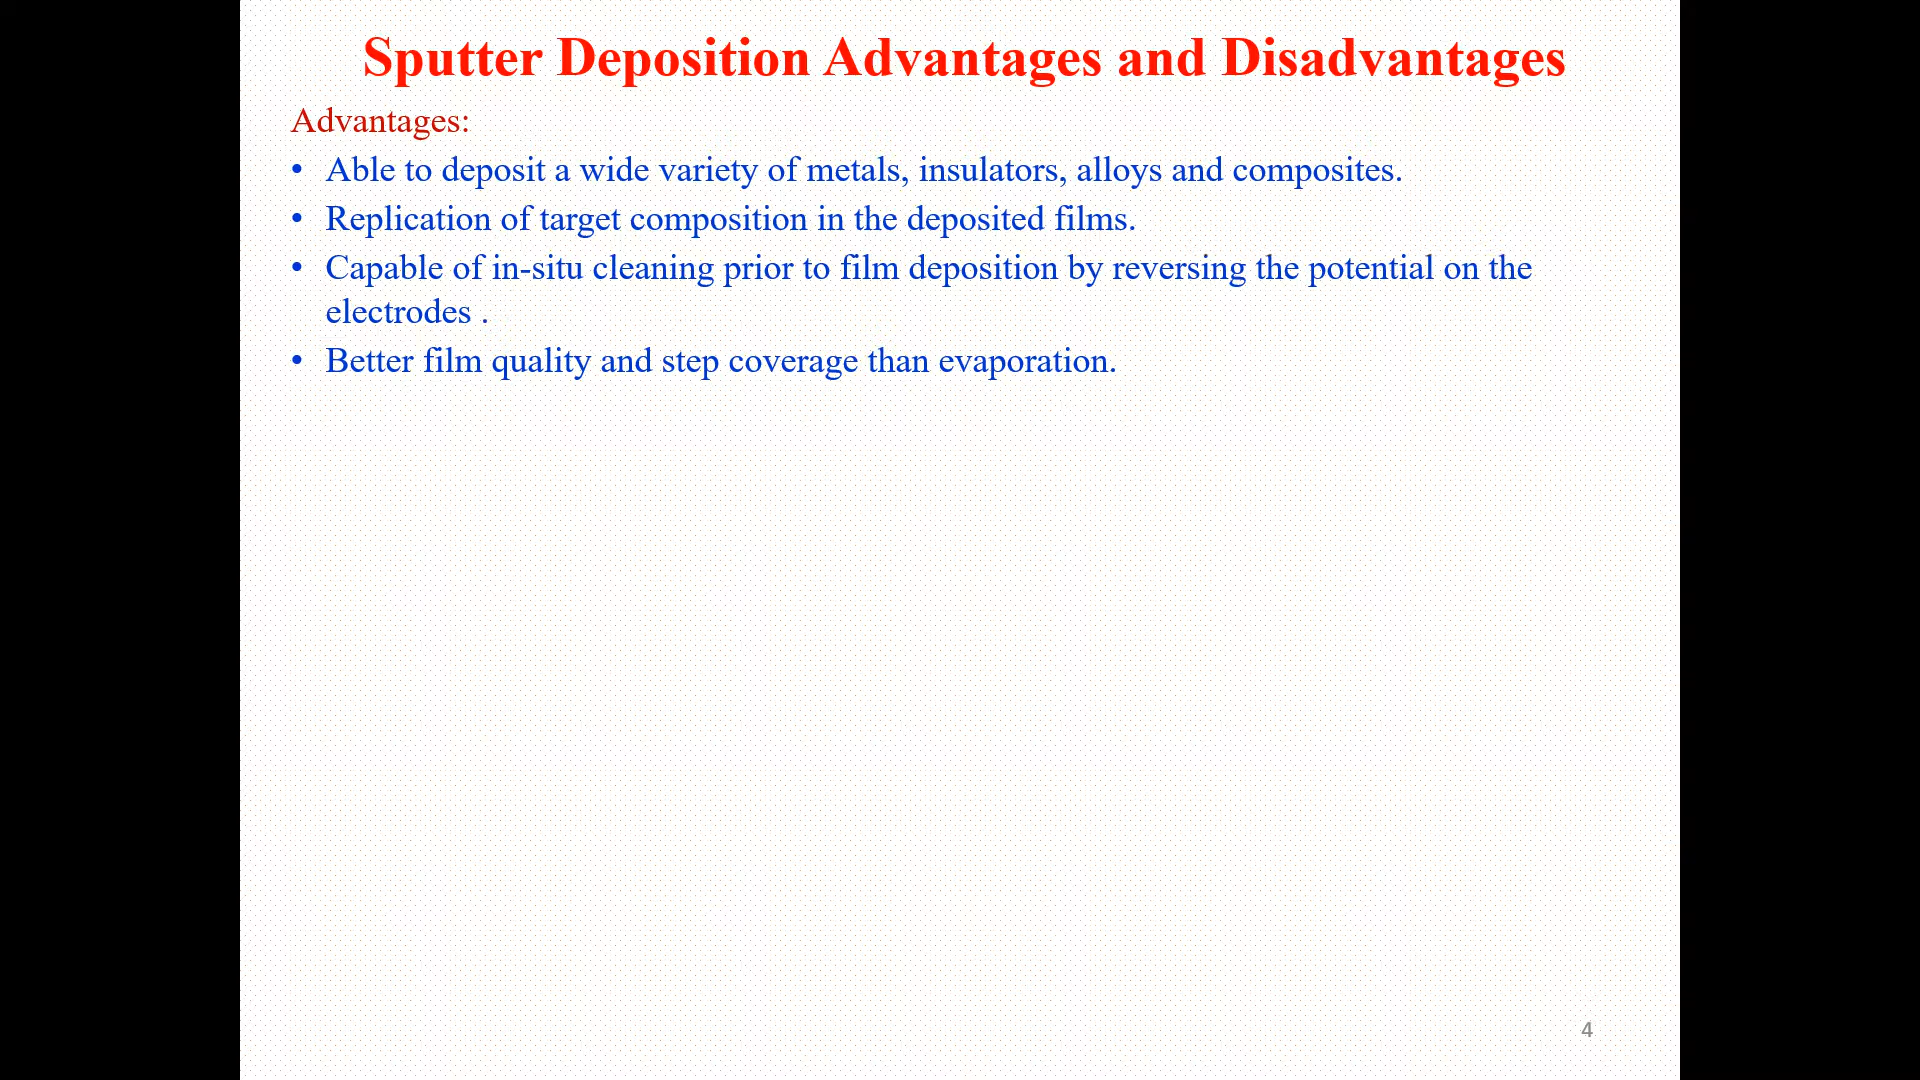 Sputter Deposition Advantages and Disadvantages
Advantages:
• Able to deposit a wide variety of metals, insulators, alloys and composites.
• Replication of target composition in the deposited films.
• Capable of in-situ cleaning prior to film deposition by reversing the potential on the
electrodes .
• Better film quality and step coverage than evaporation.
4